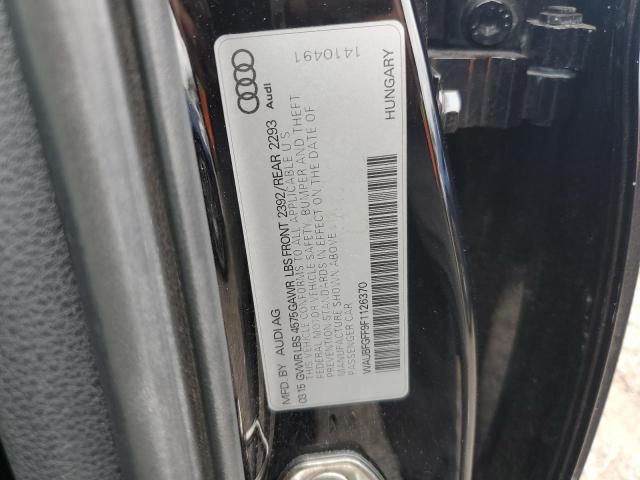 MFD. BY AUDI AG
03.15 GVWR LBS 4575 GAWR LBS FRONT 2392/REAR 2293
THIS VEHICLE CONFORMS TO ALL APPLICABLE U S
FEDERAL MOTOR VEHICLE SAFETY, BUMPER AND THEFT
PREVENTION STANDARDS IN EFFECT ON THE DATE OF
MANUFACTURE SHOWN ABOVE.
PASSENGER CAR
WAUBFGFF9F1126370
HUNGARY
Audi
1410491